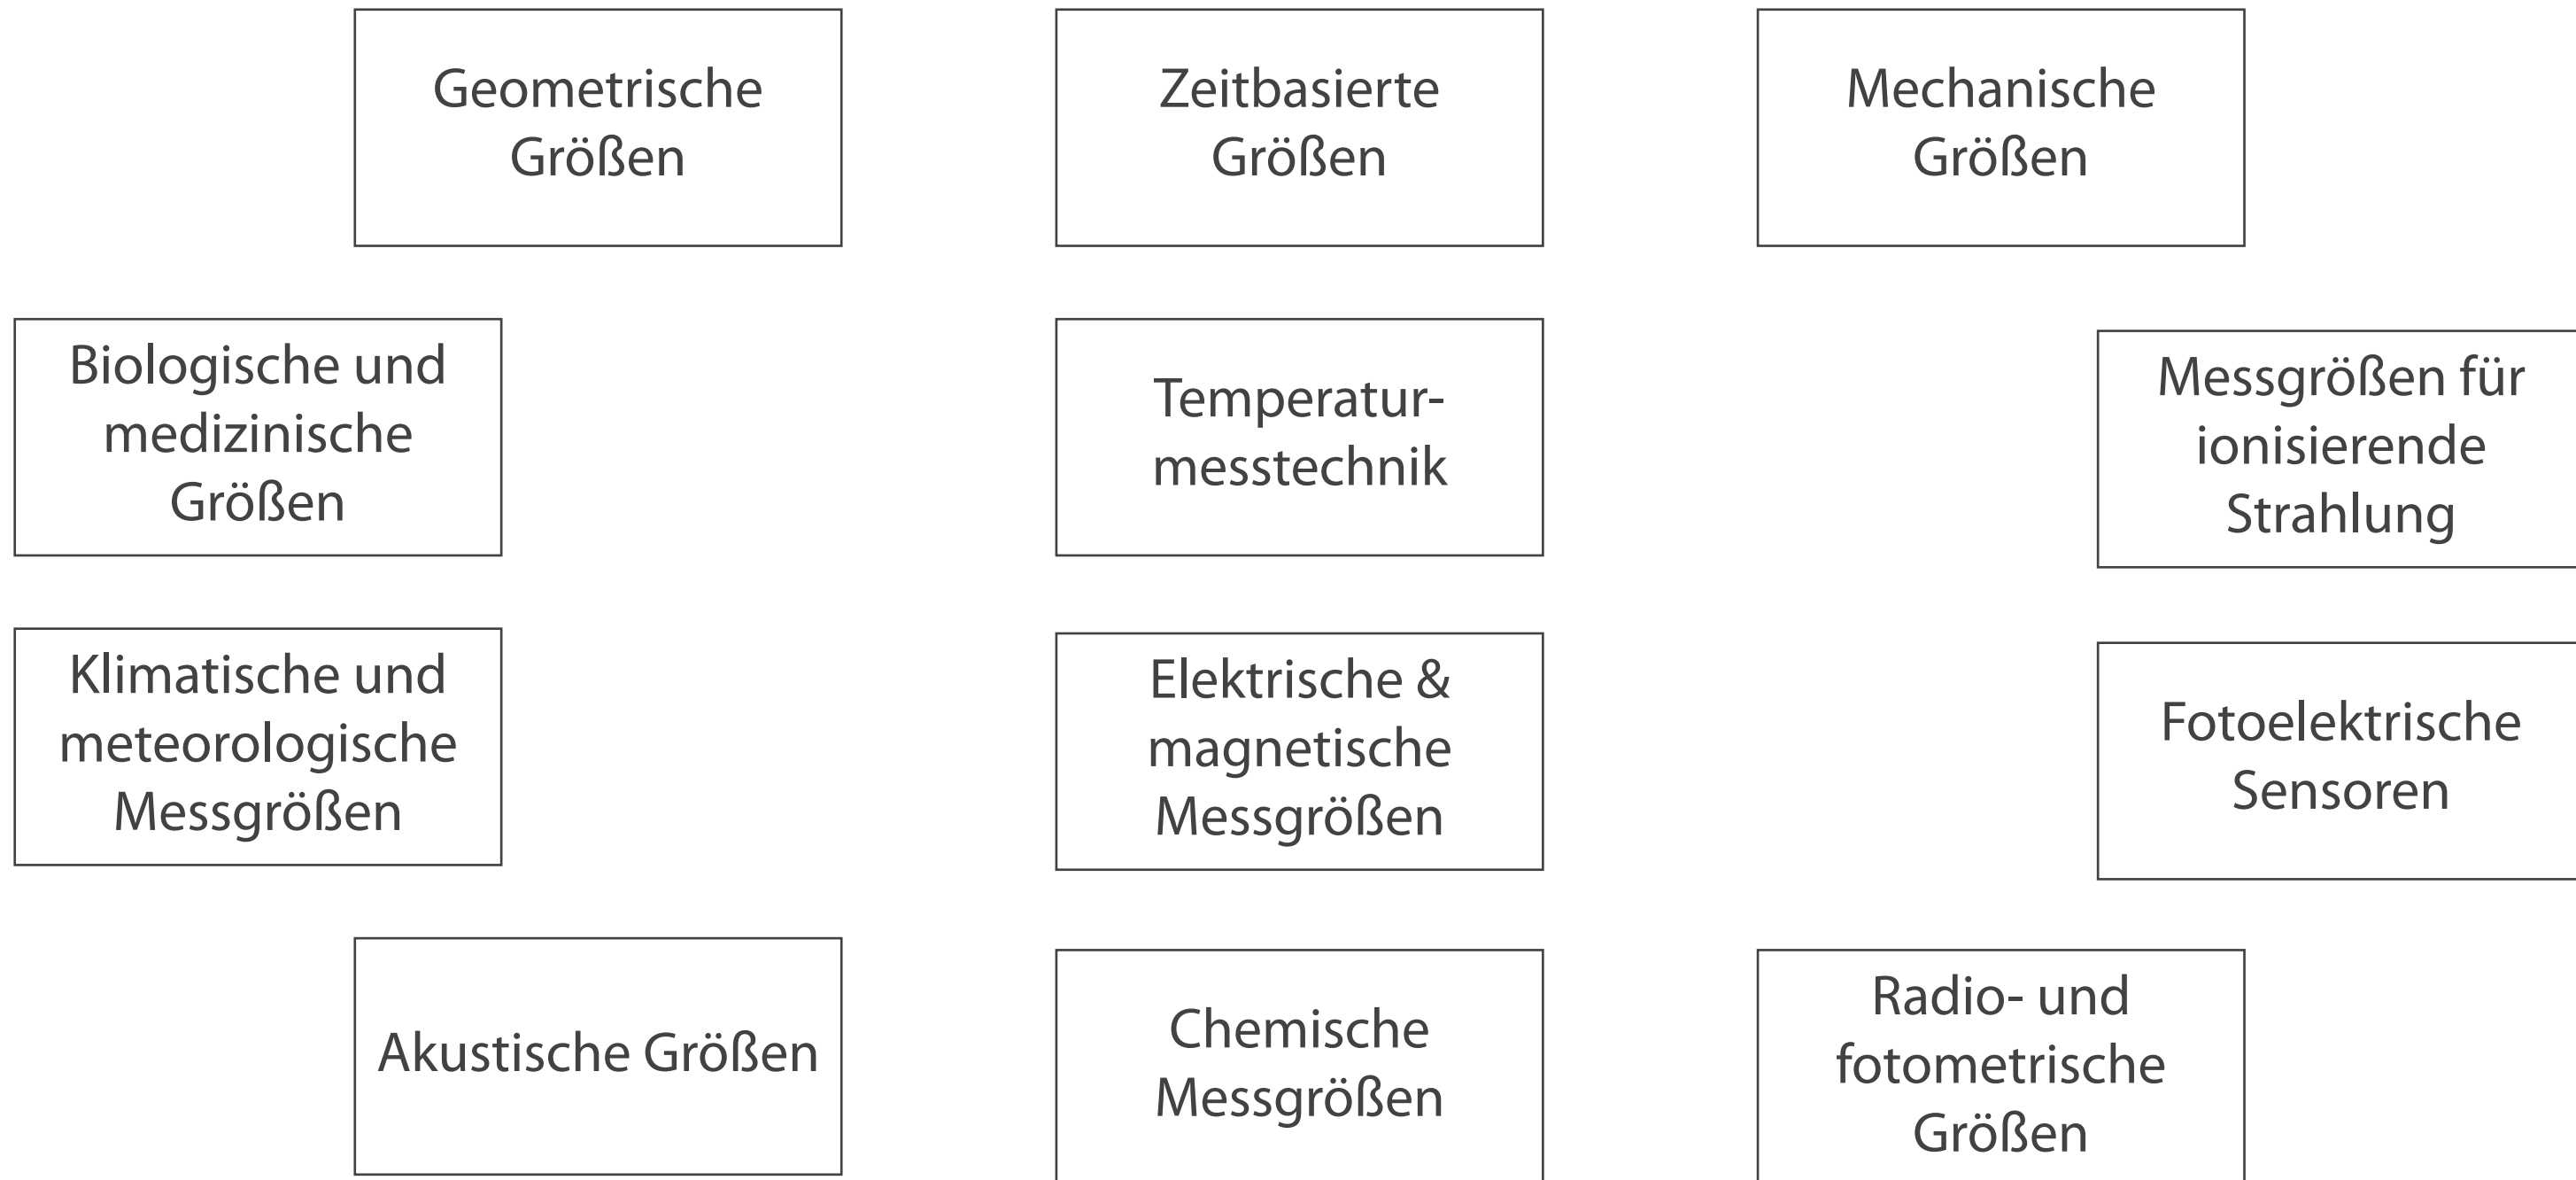 Geometrische
Größen
Zeitbasierte
Größen
Mechanische
Größen
Biologische und
medizinische
Größen
Temperatur-
messtechnik
Messgrößen für
ionisierende
Strahlung
Klimatische und
meteorologische
Messgrößen
Elektrische &
magnetische
Messgrößen
Fotoelektrische
Sensoren
Akustische Größen
Chemische
Messgrößen
Radio- und
fotometrische
Größen